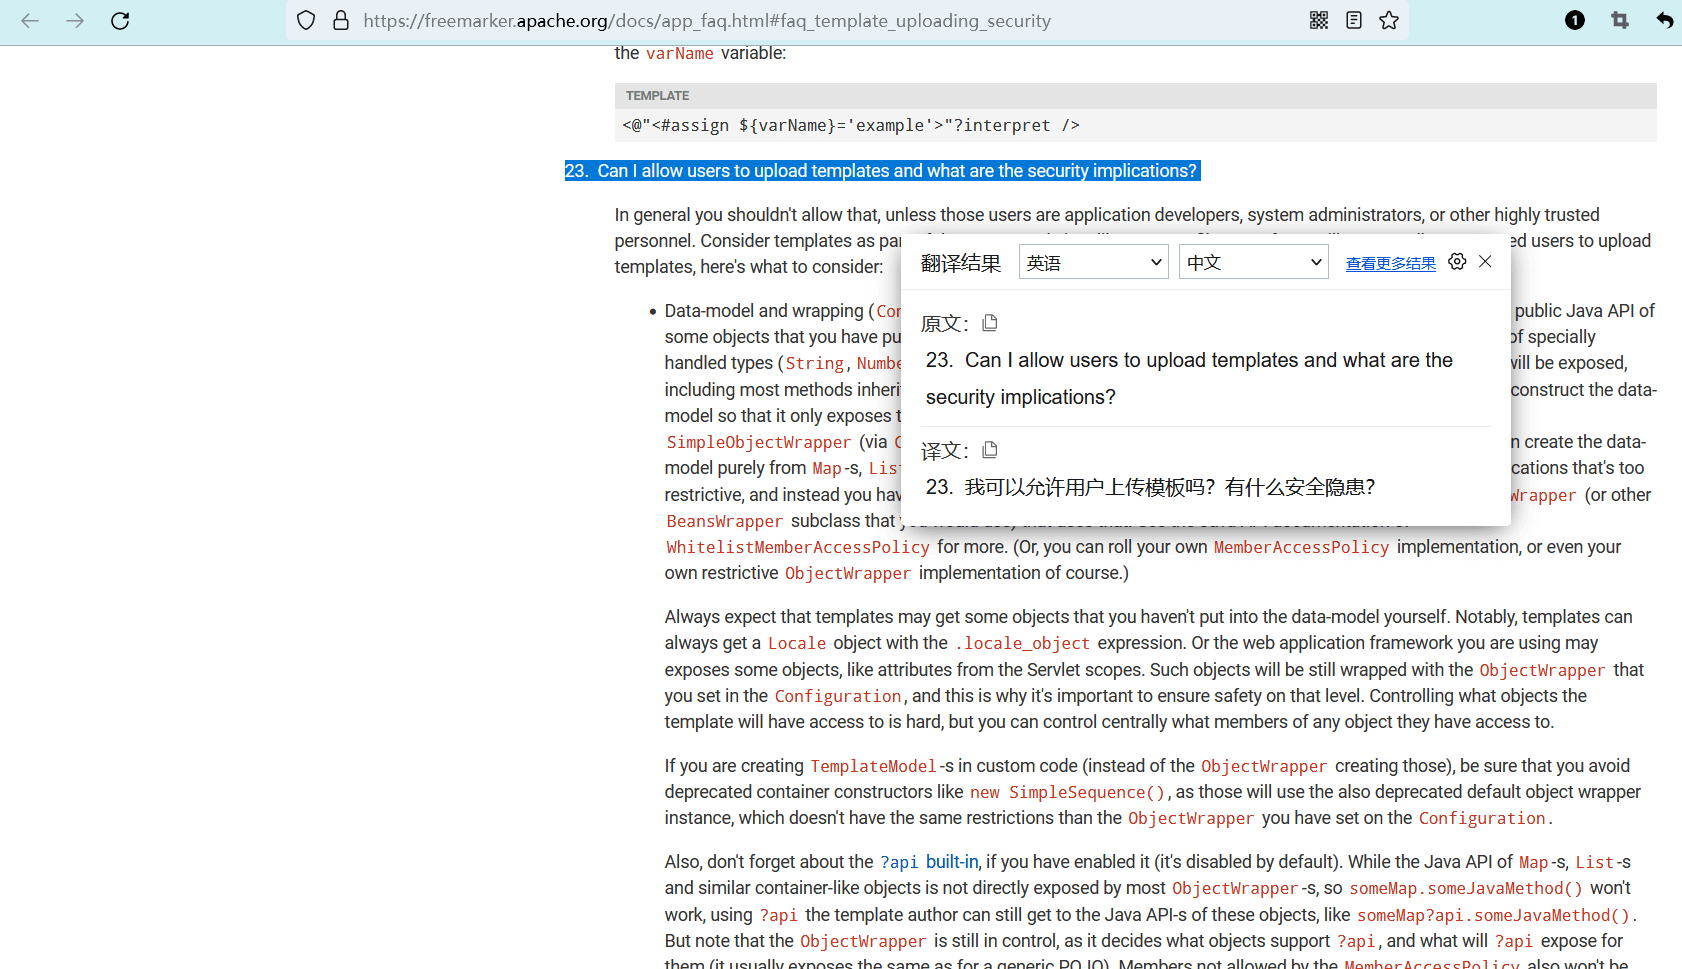 https://freemarker.apache.org/docs/app_faq.html#faq_template_uploading_security
1
the varName variable:
TEMPLATE
<@"<#assign ${varName}='example'>"?interpret />
23. Can I allow users to upload templates and what are the security implications?
In general you shouldn't allow that, unless those users are application developers, system administrators, or other highly trusted
personnel. Consider templates as par ed users to upload
templates, here's what to consider:
翻译结果 英语 中文 查看更多结果
原文：
23. Can I allow users to upload templates and what are the
security implications?
译文：
23. 我可以允许用户上传模板吗？有什么安全隐患？
Data-model and wrapping (Cor public Java API of
some objects that you have pu of specially
handled types (String, Numbe will be exposed,
including most methods inheri construct the data-
model so that it only exposes t
SimpleObjectWrapper (via C n create the data-
model purely from Map-s, List cations that's too
restrictive, and instead you hav Wrapper (or other
BeansWrapper subclass that
WhitelistMemberAccessPolicy for more. (Or, you can roll your own MemberAccessPolicy implementation, or even your
own restrictive ObjectWrapper implementation of course.)
Always expect that templates may get some objects that you haven't put into the data-model yourself. Notably, templates can
always get a Locale object with the .locale_object expression. Or the web application framework you are using may
exposes some objects, like attributes from the Servlet scopes. Such objects will be still wrapped with the ObjectWrapper that
you set in the Configuration, and this is why it's important to ensure safety on that level. Controlling what objects the
template will have access to is hard, but you can control centrally what members of any object they have access to.
If you are creating TemplateModel-s in custom code (instead of the ObjectWrapper creating those), be sure that you avoid
deprecated container constructors like new SimpleSequence(), as those will use the also deprecated default object wrapper
instance, which doesn't have the same restrictions than the ObjectWrapper you have set on the Configuration.
Also, don't forget about the ?api built-in, if you have enabled it (it's disabled by default). While the Java API of Map-s, List-s
and similar container-like objects is not directly exposed by most ObjectWrapper-s, so someMap.someJavaMethod() won't
work, using ?api the template author can still get to the Java API-s of these objects, like someMap?api.someJavaMethod().
But note that the ObjectWrapper is still in control, as it decides what objects support ?api, and what will ?api expose for
them (it usually exposes the same as for a generic POJO). Members not allowed by the MemberAccessPolicy also won't be